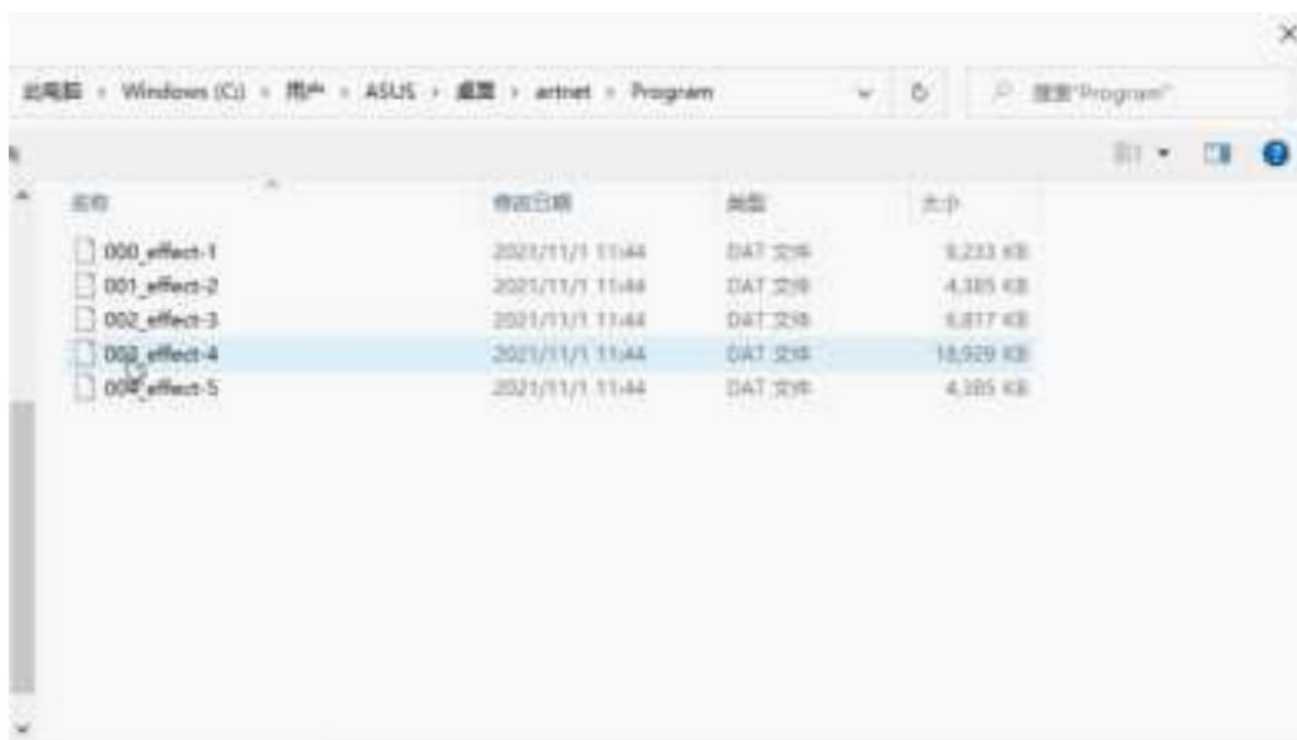 此电脑 › Windows (C:) › 用户 › ASUS › 桌面 › artnet › Program 搜索"Program"
名称 修改日期 类型 大小
000_effect-1 2021/11/1 11:44 DAT 文件 9,233 KB
001_effect-2 2021/11/1 11:44 DAT 文件 4,385 KB
002_effect-3 2021/11/1 11:44 DAT 文件 6,817 KB
003_effect-4 2021/11/1 11:44 DAT 文件 18,929 KB
004_effect-5 2021/11/1 11:44 DAT 文件 4,385 KB